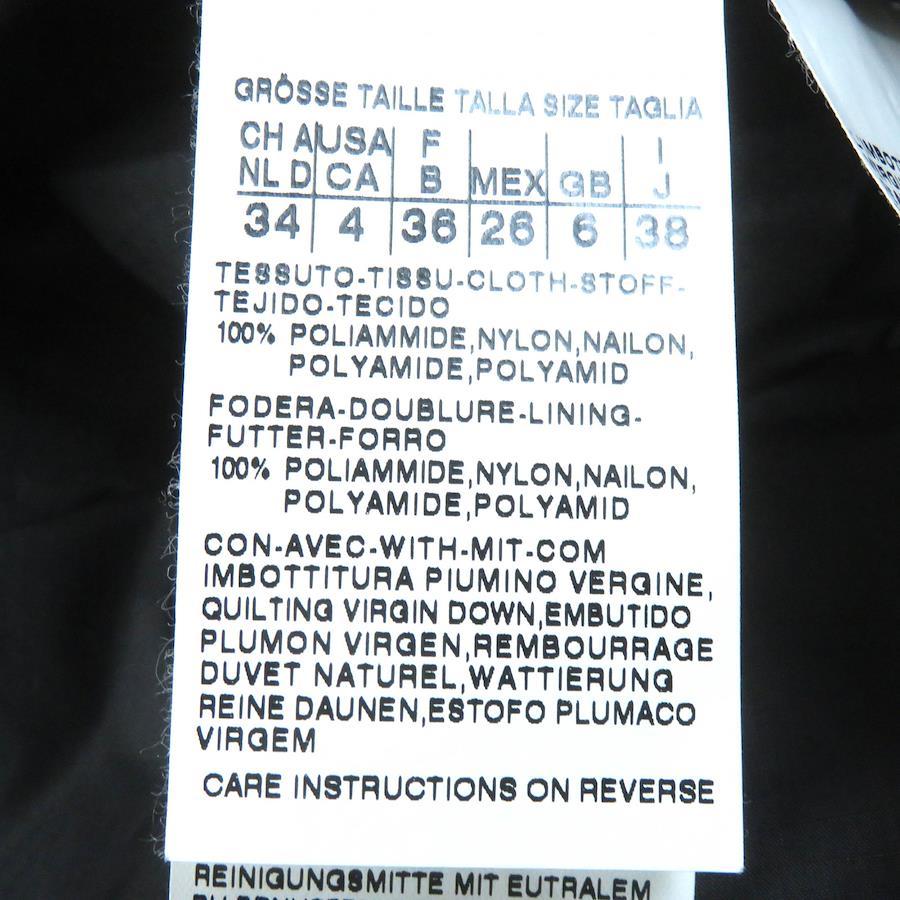 GRÖSSE TAILLE TALLA SIZE TAGLIA
CH A USA F I
NL D CA B MEX GB J
34 4 36 26 6 38
TESSUTO-TISSU-CLOTH-STOFF-
TEJIDO-TECIDO
100% POLIAMMIDE,NYLON,NAILON,
POLYAMIDE,POLYAMID
FODERA-DOUBLURE-LINING-
FUTTER-FORRO
100% POLIAMMIDE,NYLON,NAILON,
POLYAMIDE,POLYAMID
CON-AVEC-WITH-MIT-COM
IMBOTTITURA PIUMINO VERGINE,
QUILTING VIRGIN DOWN,EMBUTIDO
PLUMON VIRGEN,REMBOURRAGE
DUVET NATUREL,WATTIERUNG
REINE DAUNEN,ESTOFO PLUMACO
VIRGEM
CARE INSTRUCTIONS ON REVERSE
REINIGUNGSMITTE MIT EUTRALEM